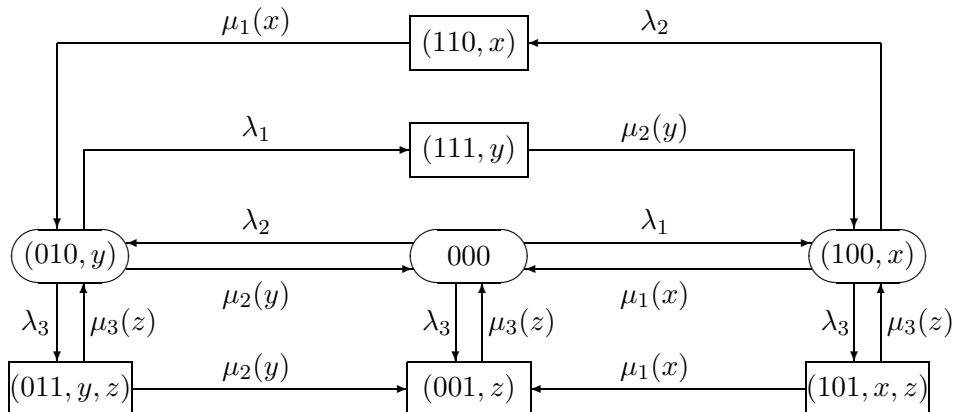 μ₁(x) (110, x) λ₂
λ₁ (111, y) μ₂(y)
λ₂ λ₁
(010, y) 000 (100, x)
μ₂(y) μ₁(x)
λ₃ μ₃(z) λ₃ μ₃(z) λ₃ μ₃(z)
μ₂(y) μ₁(x)
(011, y, z) (001, z) (101, x, z)